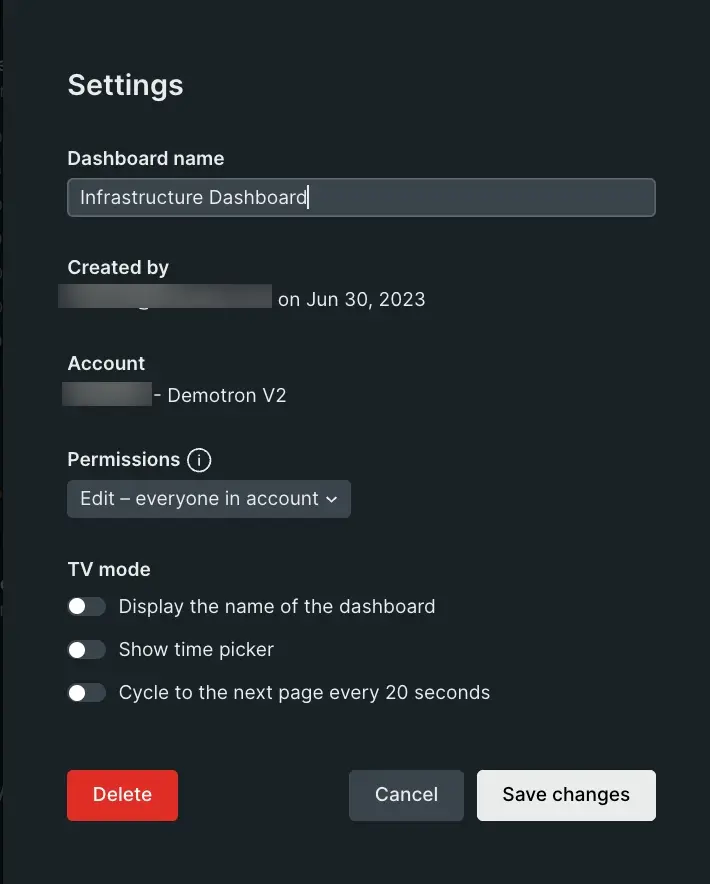 Settings
Dashboard name
Infrastructure Dashboard
Created by
on Jun 30, 2023
Account
- Demotron V2
Permissions
Edit – everyone in account
TV mode
Display the name of the dashboard
Show time picker
Cycle to the next page every 20 seconds
Delete Cancel Save changes